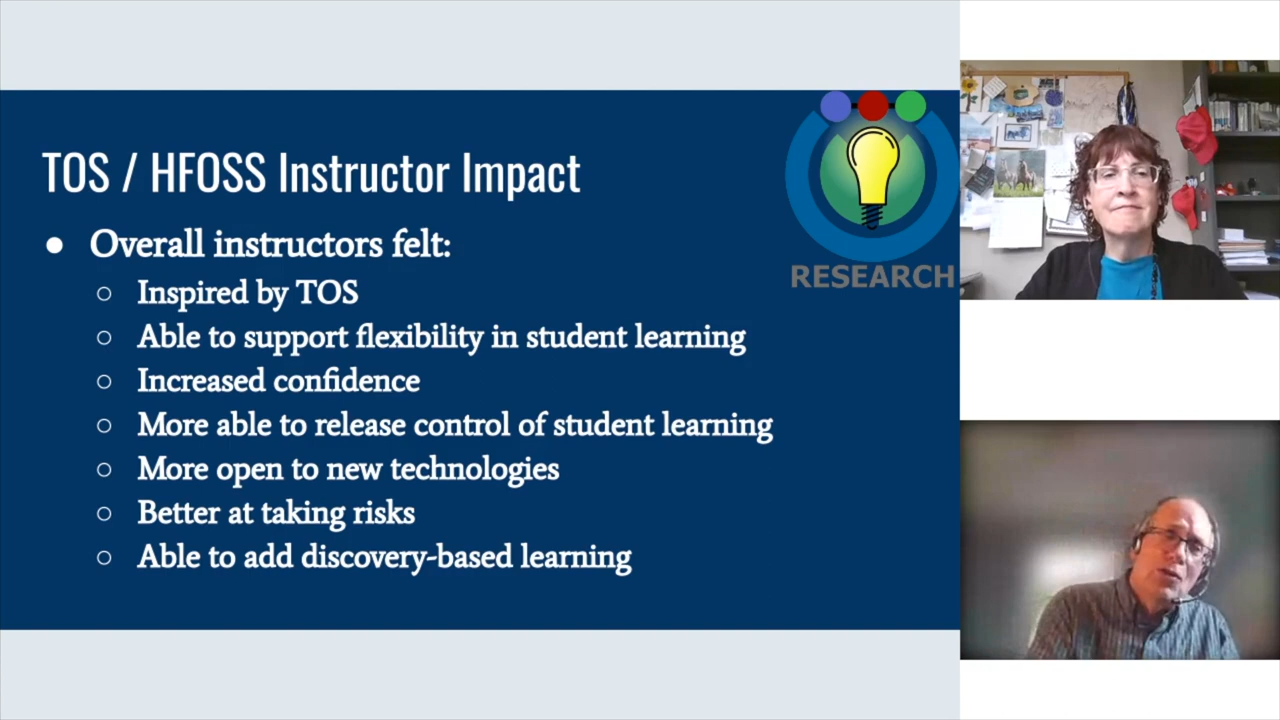 TOS / HFOSS Instructor Impact
Overall instructors felt:
Inspired by TOS
Able to support flexibility in student learning
Increased confidence
More able to release control of student learning
More open to new technologies
Better at taking risks
Able to add discovery-based learning
RESEARCH